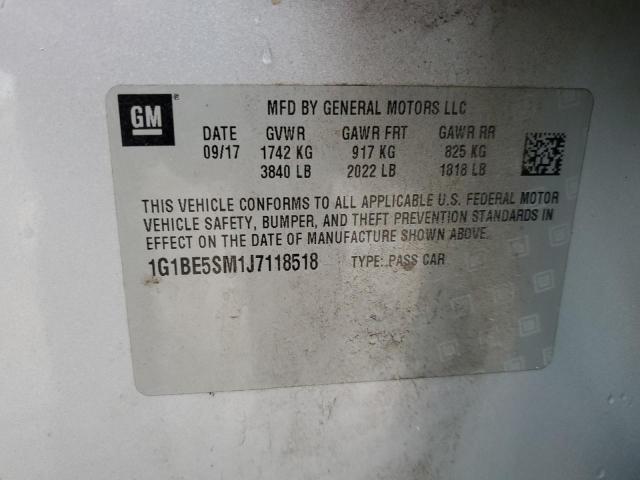 GM®
MFD BY GENERAL MOTORS LLC
DATE GVWR GAWR FRT GAWR RR
09/17 1742 KG 917 KG 825 KG
3840 LB 2022 LB 1818 LB
THIS VEHICLE CONFORMS TO ALL APPLICABLE U.S. FEDERAL MOTOR
VEHICLE SAFETY, BUMPER, AND THEFT PREVENTION STANDARDS IN
EFFECT ON THE DATE OF MANUFACTURE SHOWN ABOVE.
1G1BE5SM1J7118518 TYPE: PASS CAR